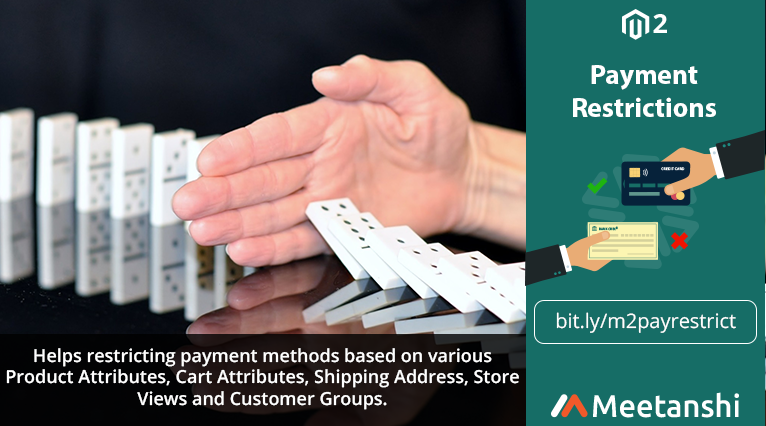 Helps restricting payment methods based on various
Product Attributes, Cart Attributes, Shipping Address, Store
Views and Customer Groups.
2
Payment
Restrictions
CREDIT CARD
bit.ly/m2payrestrict
Meetanshi